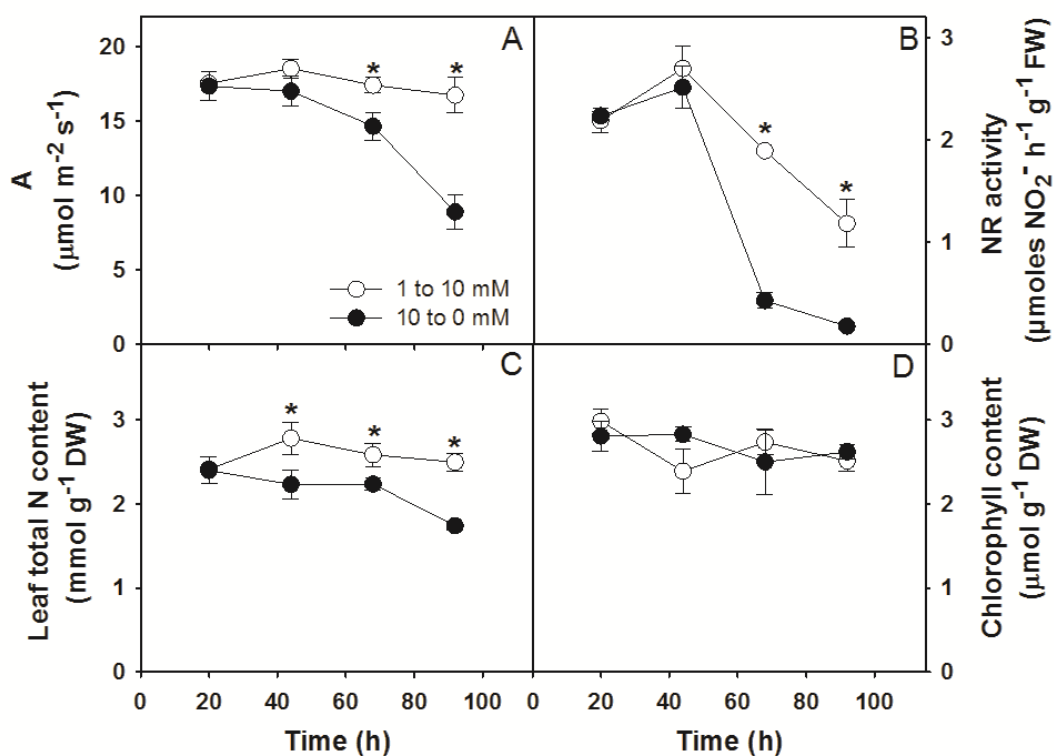 A
B
20
15
10
5
0
A
(μmol m⁻² s⁻¹)
* *
* *
3
2
1
0
NR activity
(μmoles NO₂⁻ h⁻¹ g⁻¹ FW)
1 to 10 mM
10 to 0 mM
C
D
3
2
1
0
Leaf total N content
(mmol g⁻¹ DW)
* * *
3
2
1
0
Chlorophyll content
(μmol g⁻¹ DW)
0 20 40 60 80 100
0 20 40 60 80 100
Time (h)
Time (h)